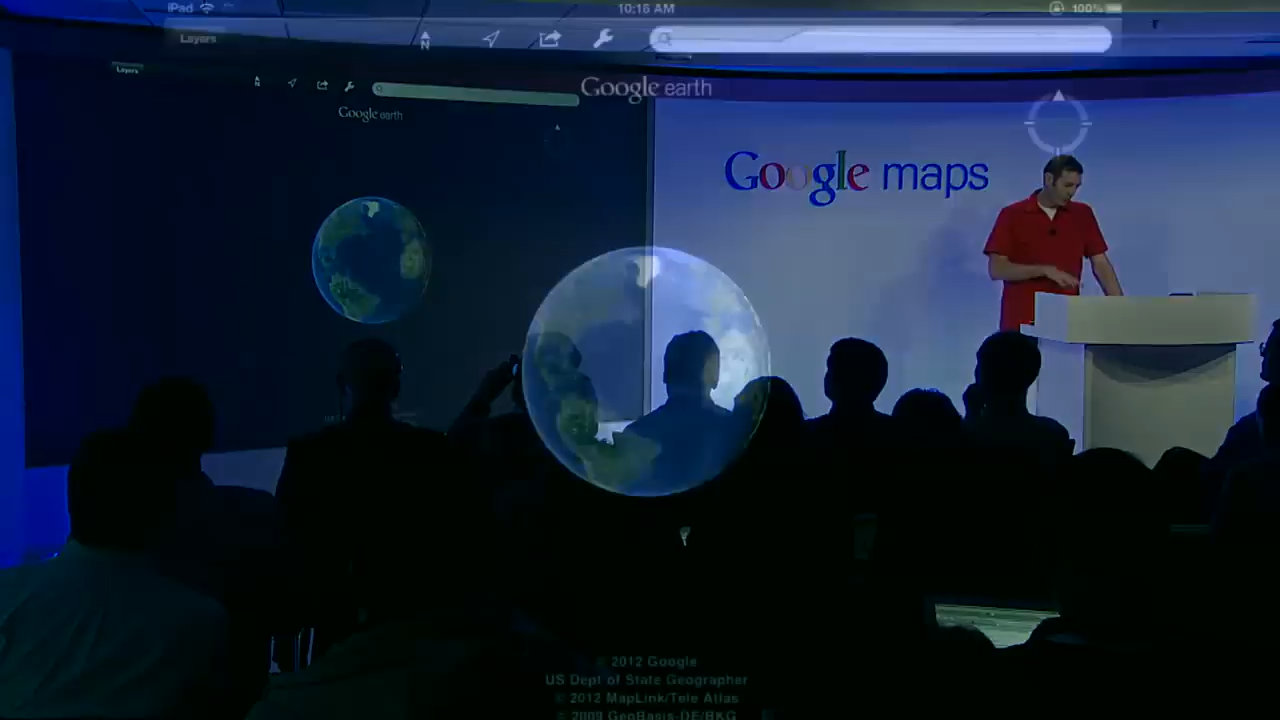 iPad
10:16 AM
100%
Layers
Layers
Google earth
Google earth
Google maps
© 2012 Google
US Dept of State Geographer
© 2012 MapLink/Tele Atlas
© 2009 GeoBasis-DE/BKG